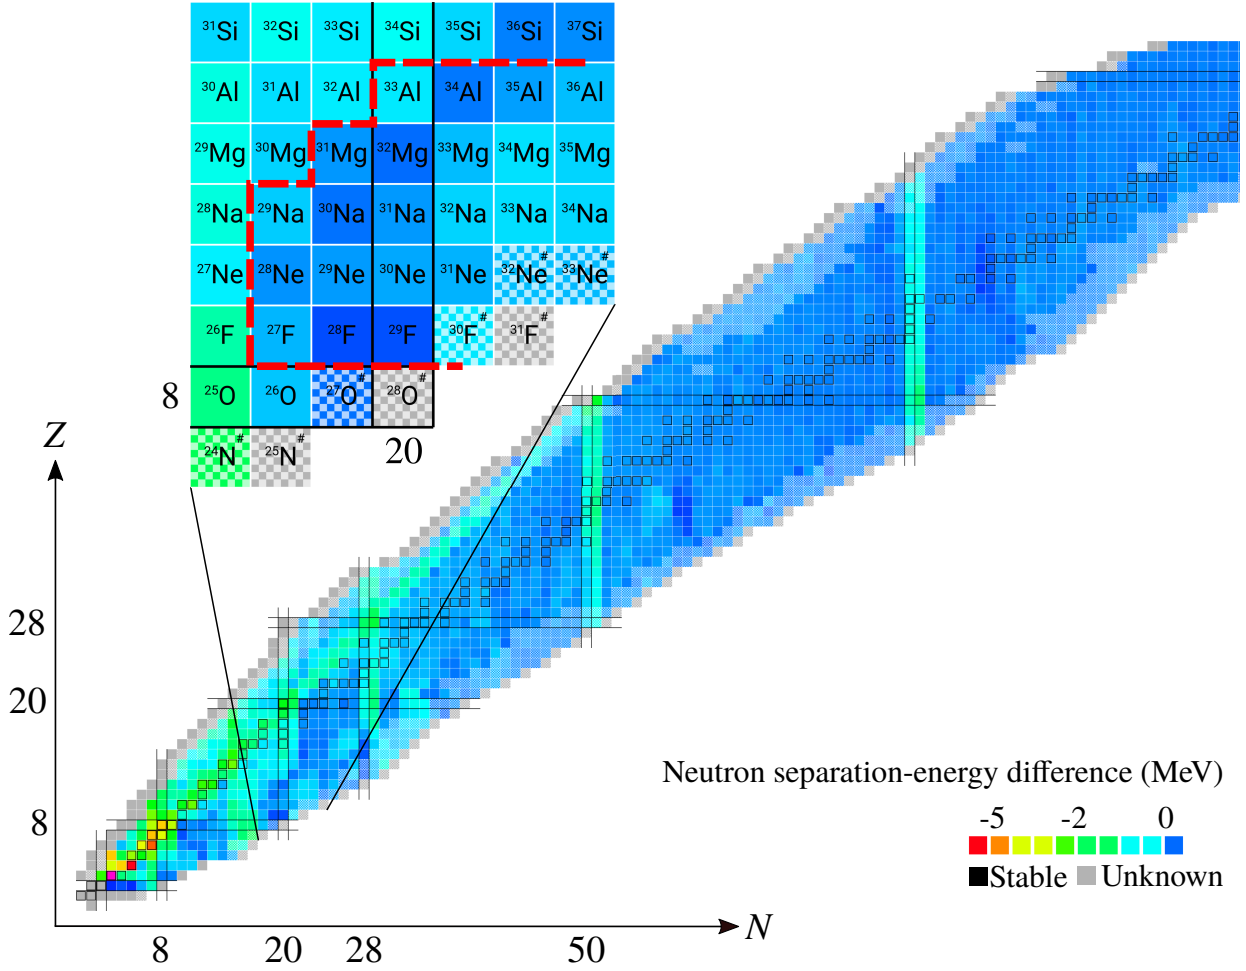 31Si 32Si 33Si 34Si 35Si 36Si 37Si
30Al 31Al 32Al 33Al 34Al 35Al 36Al
29Mg 30Mg 31Mg 32Mg 33Mg 34Mg 35Mg
28Na 29Na 30Na 31Na 32Na 33Na 34Na
27Ne 28Ne 29Ne 30Ne 31Ne 32Ne# 33Ne#
26F 27F 28F 29F 30F# 31F#
8 25O 26O 27O# 28O#
24N# 25N# 20
Z
28
20
8
Neutron separation-energy difference (MeV)
-5 -2 0
Stable Unknown
N
8 20 28 50